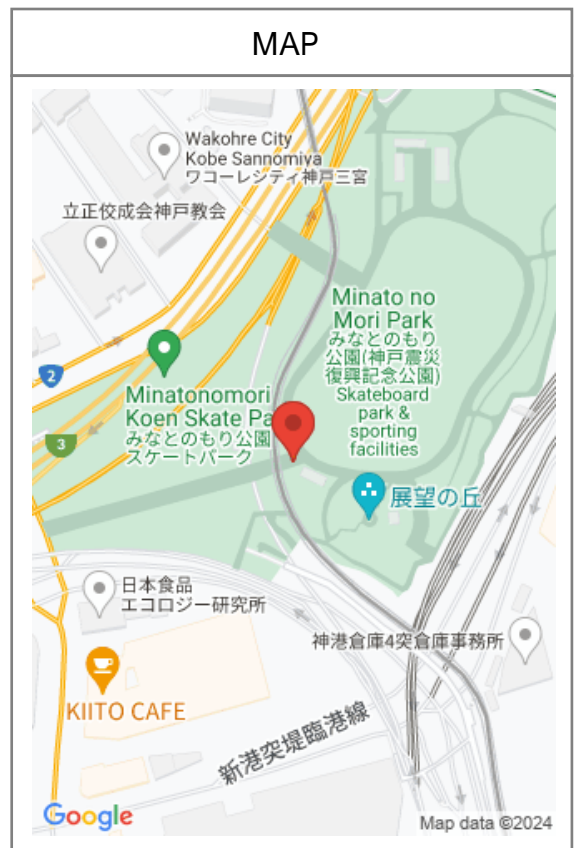 MAP
Wakohre City
Kobe Sannomiya
ワコーレシティ神戸三宮
立正佼成会神戸教会
Minato no
Mori Park
みなとのもり
公園(神戸震災
復興記念公園)
Skateboard
park &
sporting
facilities
2
Minatonomori
Koen Skate Pa
みなとのもり公園
スケートパーク
3
展望の丘
日本食品
エコロジー研究所
神港倉庫4突倉庫事務所
KIITO CAFE
新港突堤臨港線
Google
Map data ©2024